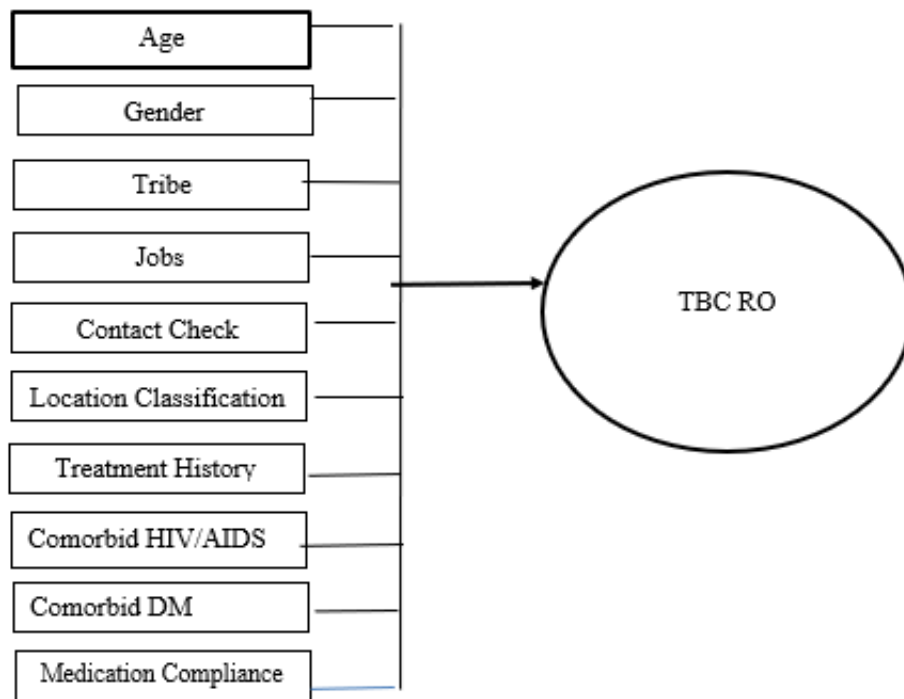 Age
Gender
Tribe
Jobs
Contact Check
Location Classification
Treatment History
Comorbid HIV/AIDS
Comorbid DM
Medication Compliance
TBC RO